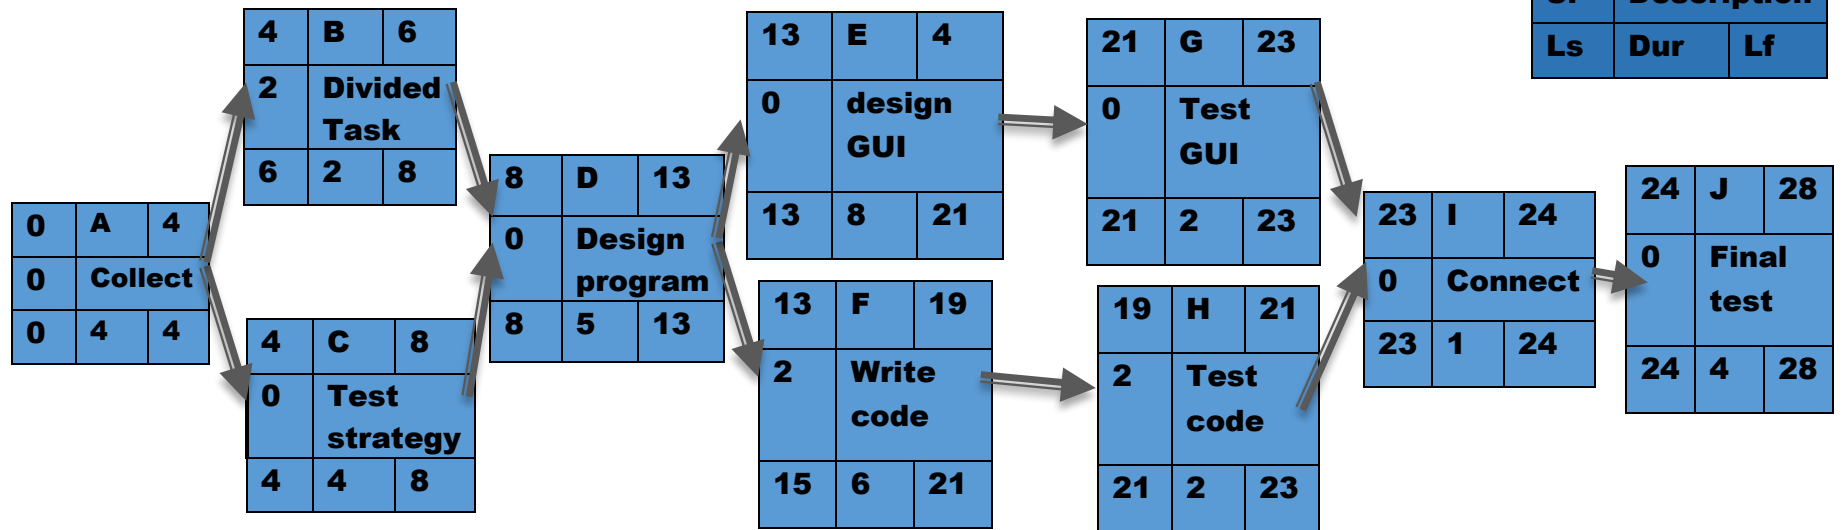 Ls Dur Lf
0 A 4
0 Collect
0 4 4
4 B 6
2 Divided
Task
6 2 8
4 C 8
0 Test
strategy
4 4 8
8 D 13
0 Design
program
8 5 13
13 E 4
0 design
GUI
13 8 21
13 F 19
2 Write
code
15 6 21
21 G 23
0 Test
GUI
21 2 23
19 H 21
2 Test
code
21 2 23
23 I 24
0 Connect
23 1 24
24 J 28
0 Final
test
24 4 28